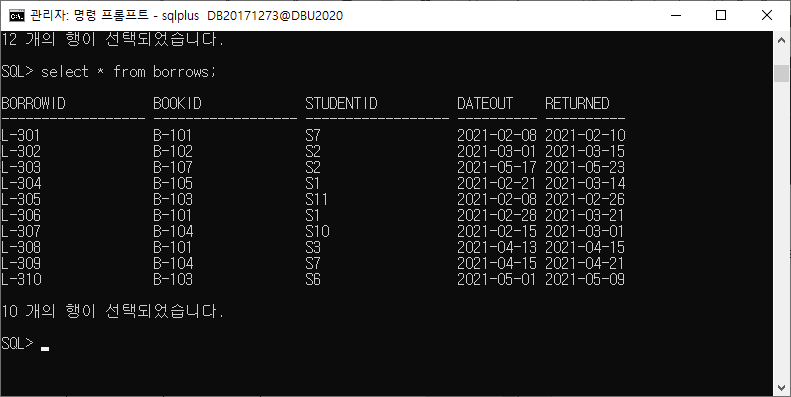 관리자: 명령 프롬프트 - sqlplus  DB20171273@DBU2020
12 개의 행이 선택되었습니다.
SQL> select * from borrows;
BORROWID BOOKID STUDENTID DATEOUT RETURNED
------------------ ------------------ ------------------ ---------- ----------
L-301 B-101 S7 2021-02-08 2021-02-10
L-302 B-102 S2 2021-03-01 2021-03-15
L-303 B-107 S2 2021-05-17 2021-05-23
L-304 B-105 S1 2021-02-21 2021-03-14
L-305 B-103 S11 2021-02-08 2021-02-26
L-306 B-101 S1 2021-02-28 2021-03-21
L-307 B-104 S10 2021-02-15 2021-03-01
L-308 B-101 S3 2021-04-13 2021-04-15
L-309 B-104 S7 2021-04-15 2021-04-21
L-310 B-103 S6 2021-05-01 2021-05-09
10 개의 행이 선택되었습니다.
SQL>